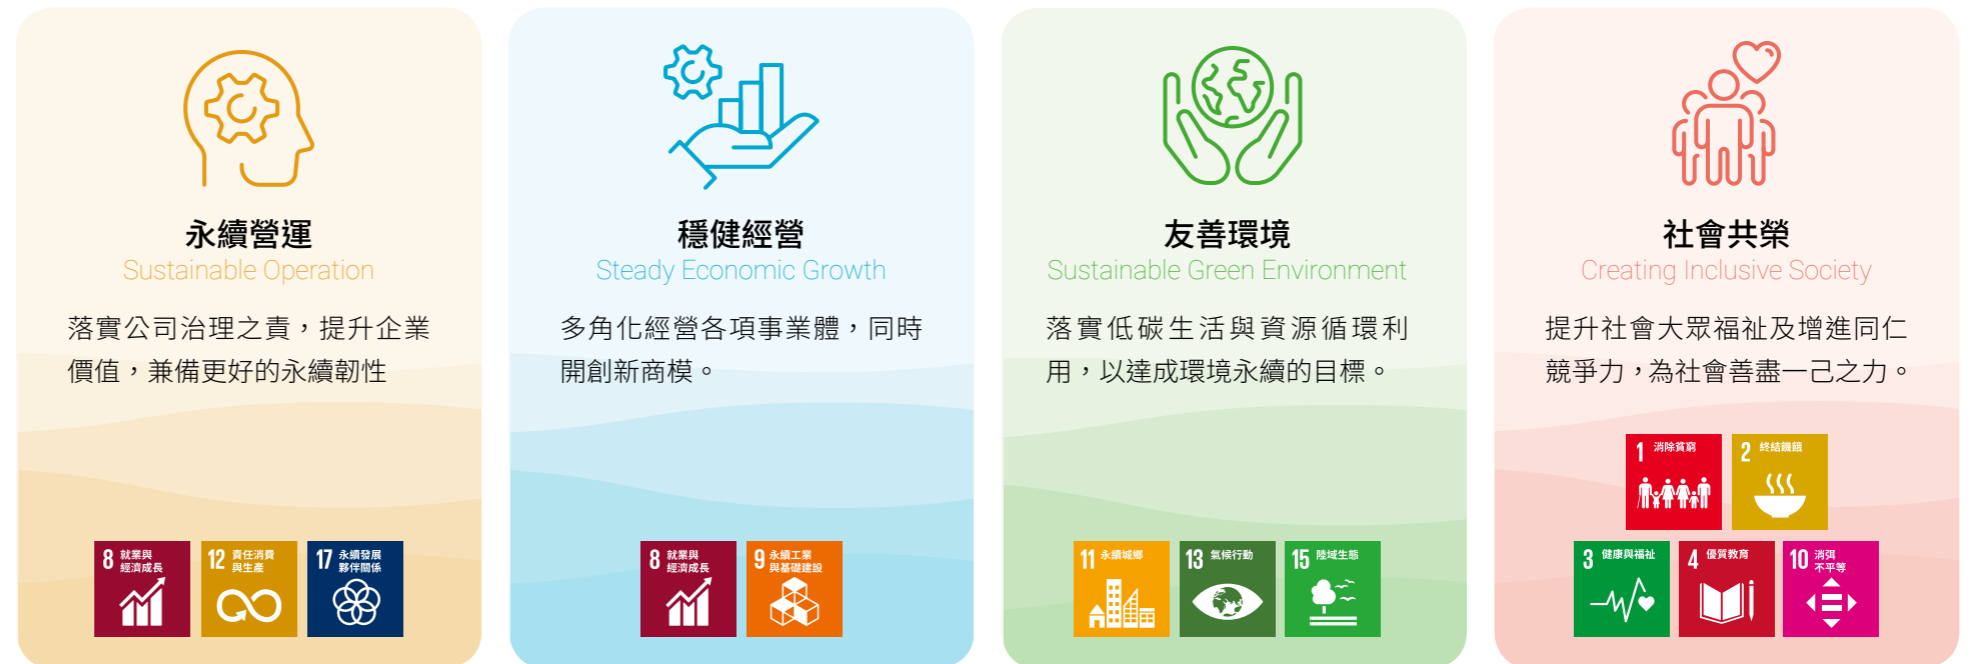 永續營運
Sustainable Operation
落實公司治理之責，提升企業
價值，兼備更好的永續韌性
8 就業與
經濟成長
12 責任消費
與生產
17 永續發展
夥伴關係
穩健經營
Steady Economic Growth
多角化經營各項事業體，同時
開創新商模。
8 就業與
經濟成長
9 永續工業
與基礎建設
友善環境
Sustainable Green Environment
落實低碳生活與資源循環利
用，以達成環境永續的目標。
11 永續城鄉
13 氣候行動
15 陸域生態
社會共榮
Creating Inclusive Society
提升社會大眾福祉及增進同仁
競爭力，為社會善盡一己之力。
1 消除貧窮
2 終結饑餓
3 健康與福祉
4 優質教育
10 消弭
不平等